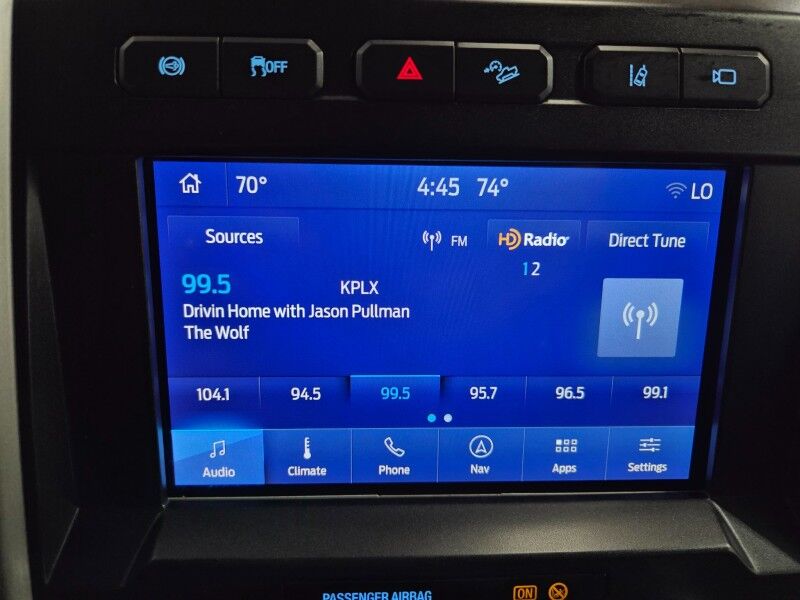 OFF
70° 4:45 74° LO
Sources FM HD Radio Direct Tune
1 2
99.5 KPLX
Drivin Home with Jason Pullman
The Wolf
104.1 94.5 99.5 95.7 96.5 99.1
Audio Climate Phone Nav Apps Settings
PASSENGER AIRBAG ON